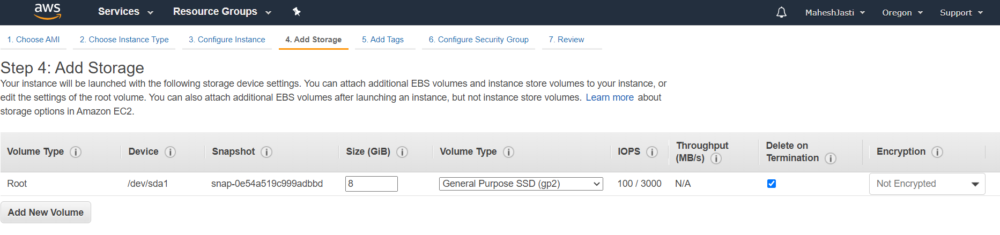 aws Services Resource Groups MaheshJasti Oregon Support
1. Choose AMI 2. Choose Instance Type 3. Configure Instance 4. Add Storage 5. Add Tags 6. Configure Security Group 7. Review
Step 4: Add Storage
Your instance will be launched with the following storage device settings. You can attach additional EBS volumes and instance store volumes to your instance, or
edit the settings of the root volume. You can also attach additional EBS volumes after launching an instance, but not instance store volumes. Learn more about
storage options in Amazon EC2.
Volume Type i Device i Snapshot i Size (GiB) i Volume Type i IOPS i Throughput (MB/s) i Delete on Termination i Encryption i
Root /dev/sda1 snap-0e54a519c999adbbd 8 General Purpose SSD (gp2) 100 / 3000 N/A Not Encrypted
Add New Volume